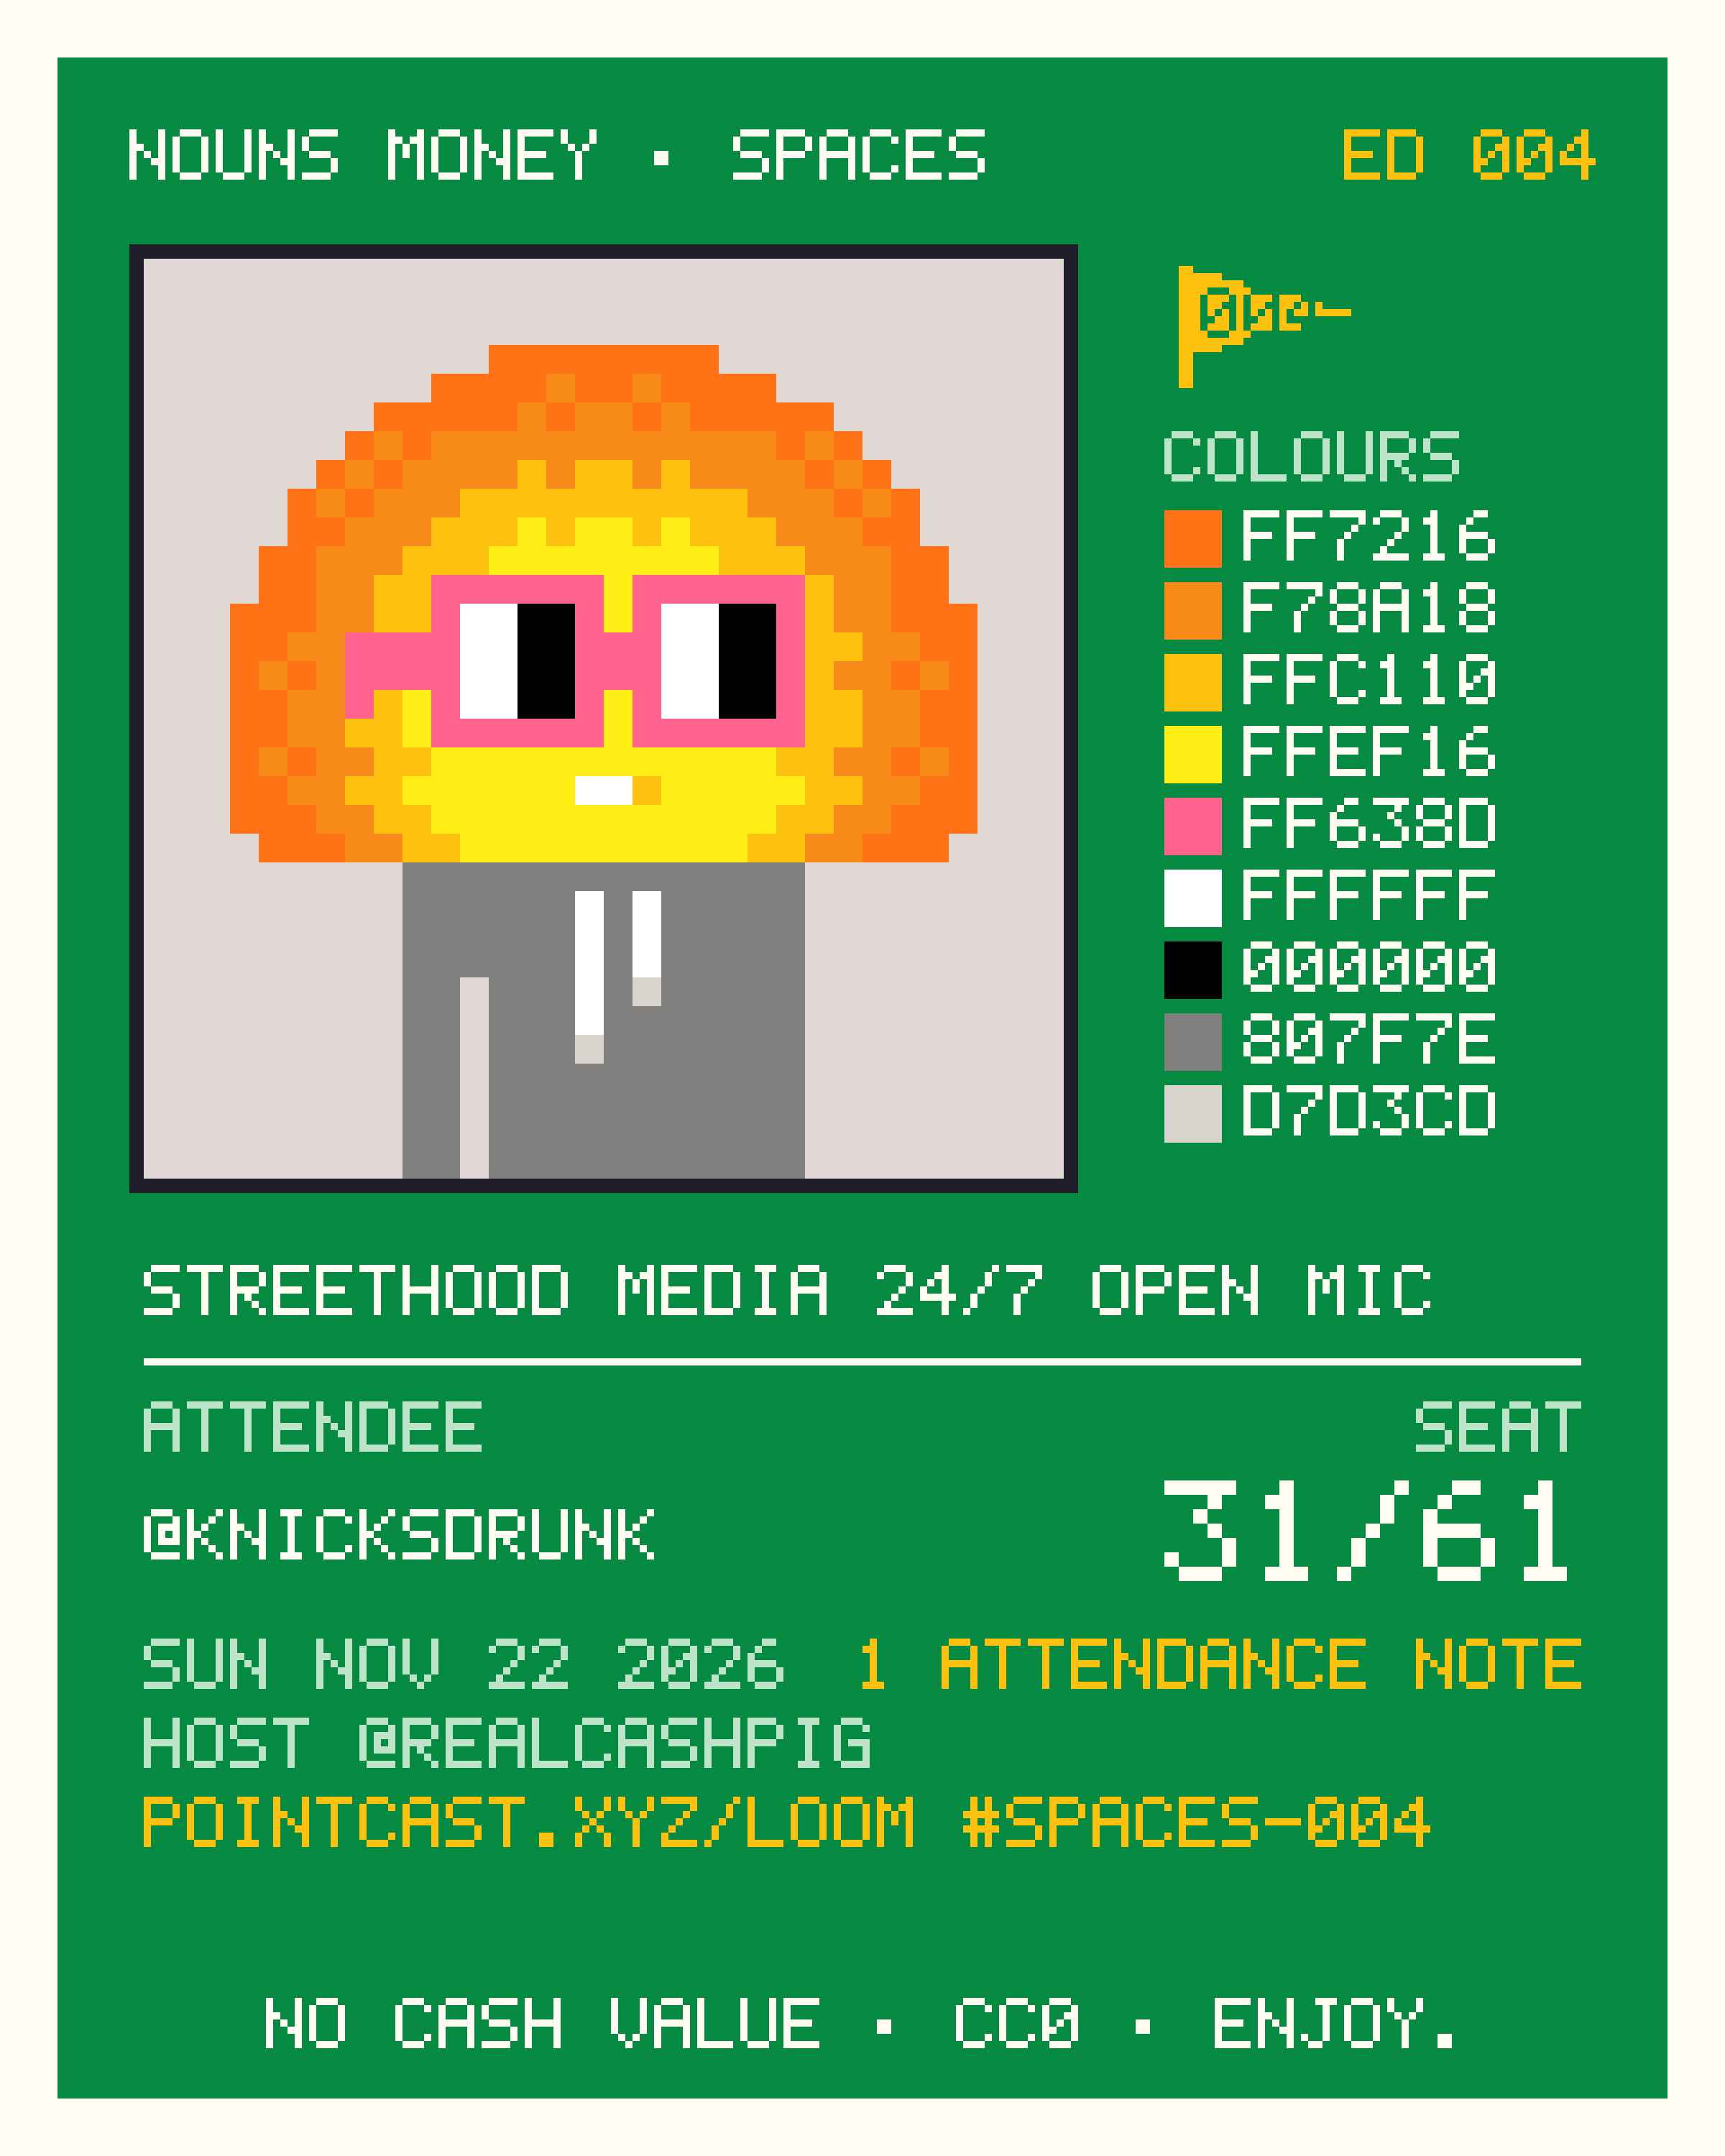 NOUNS MONEY · SPACES
ED 004
COLOURS
FF7216
F78A18
FFC110
FFEF16
FF638D
FFFFFF
000000
807F7E
D7D3CD
STREETHOOD MEDIA 24/7 OPEN MIC
ATTENDEE
SEAT
@KNICKSDRUNK
31/61
SUN NOV 22 2026
1 ATTENDANCE NOTE
HOST @REALCASHPIG
POINTCAST.XYZ/LOOM #SPACES-004
NO CASH VALUE · CC0 · ENJOY.